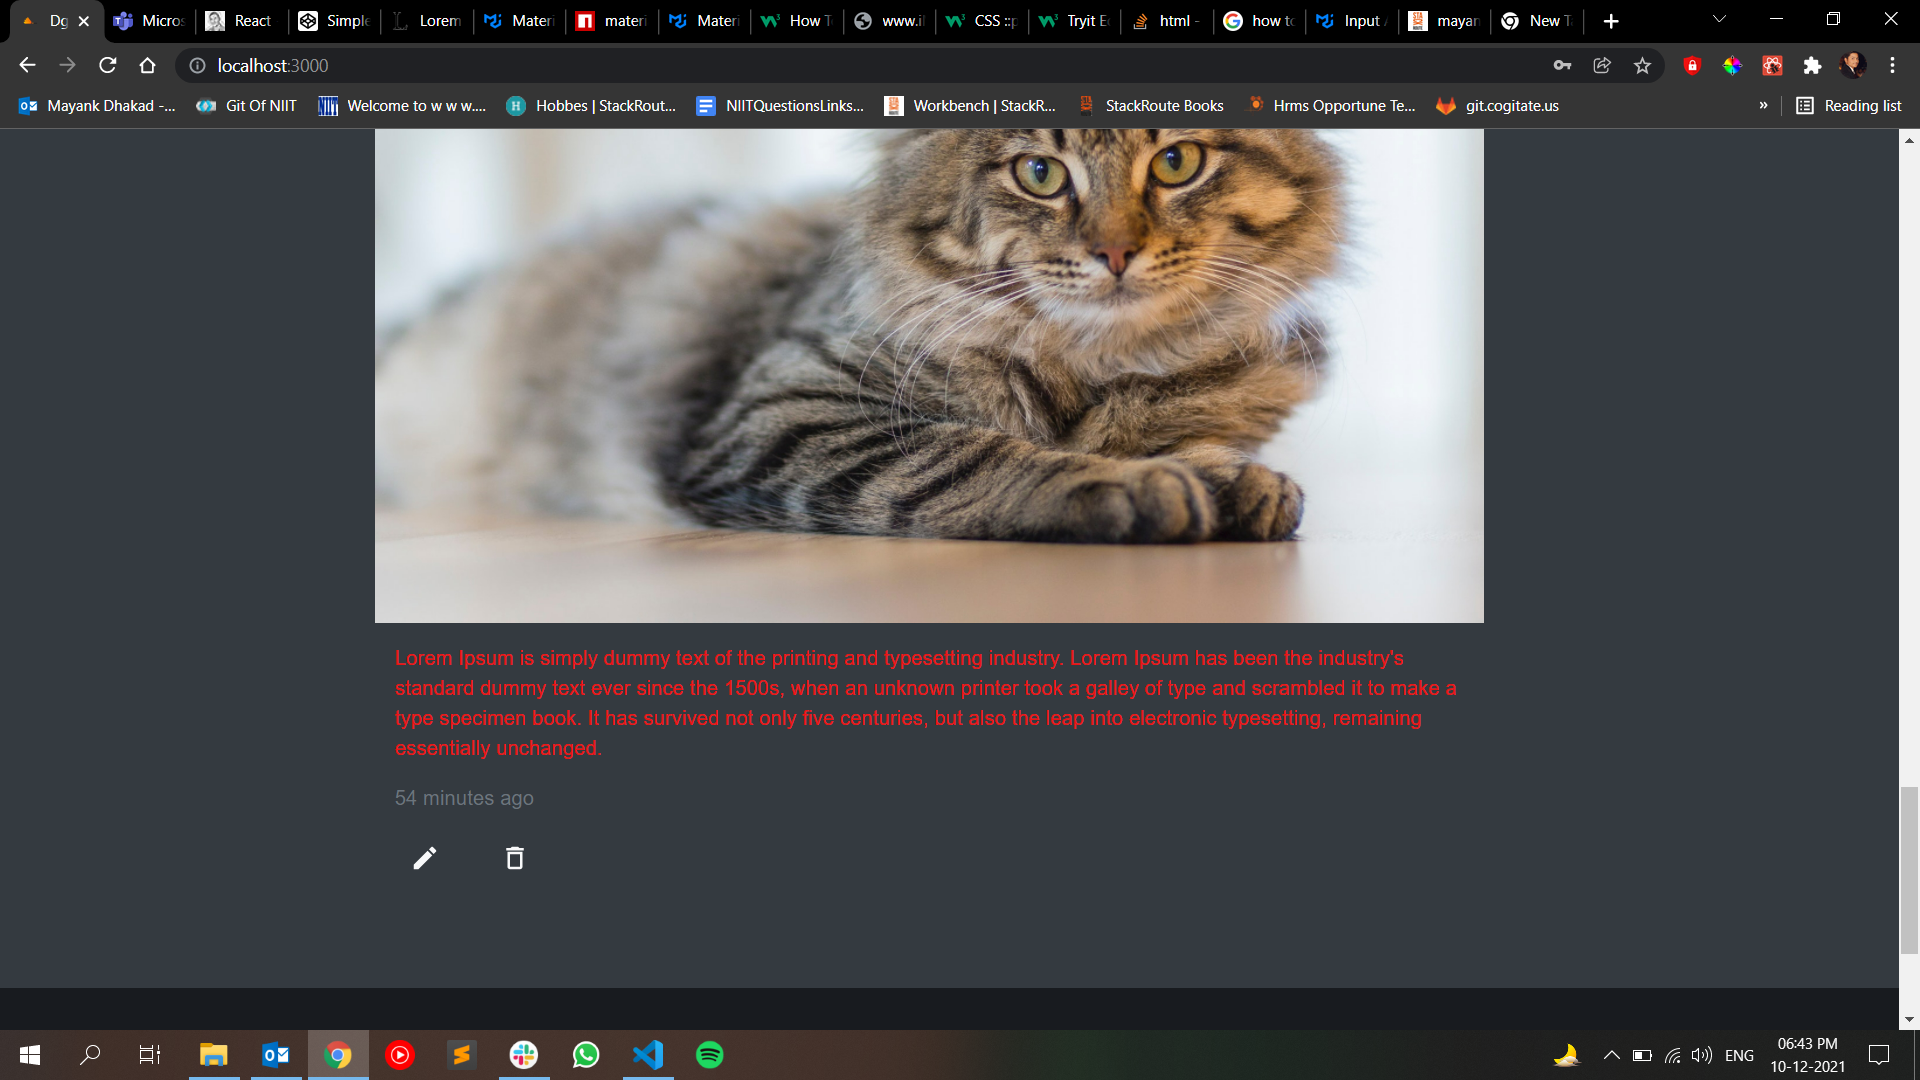 Dg
Micros
React
Simple
Lorem
Materi
materi
Materi
How To
www.il
CSS ::p
Tryit Ec
html -
how to
Input A
mayan
New Ta
localhost:3000
Mayank Dhakad -...
Git Of NIIT
Welcome to w w w....
Hobbes | StackRout...
NIITQuestionsLinks...
Workbench | StackR...
StackRoute Books
Hrms Opportune Te...
git.cogitate.us
»
Reading list
Lorem Ipsum is simply dummy text of the printing and typesetting industry. Lorem Ipsum has been the industry's
standard dummy text ever since the 1500s, when an unknown printer took a galley of type and scrambled it to make a
type specimen book. It has survived not only five centuries, but also the leap into electronic typesetting, remaining
essentially unchanged.
54 minutes ago
ENG
06:43 PM
10-12-2021